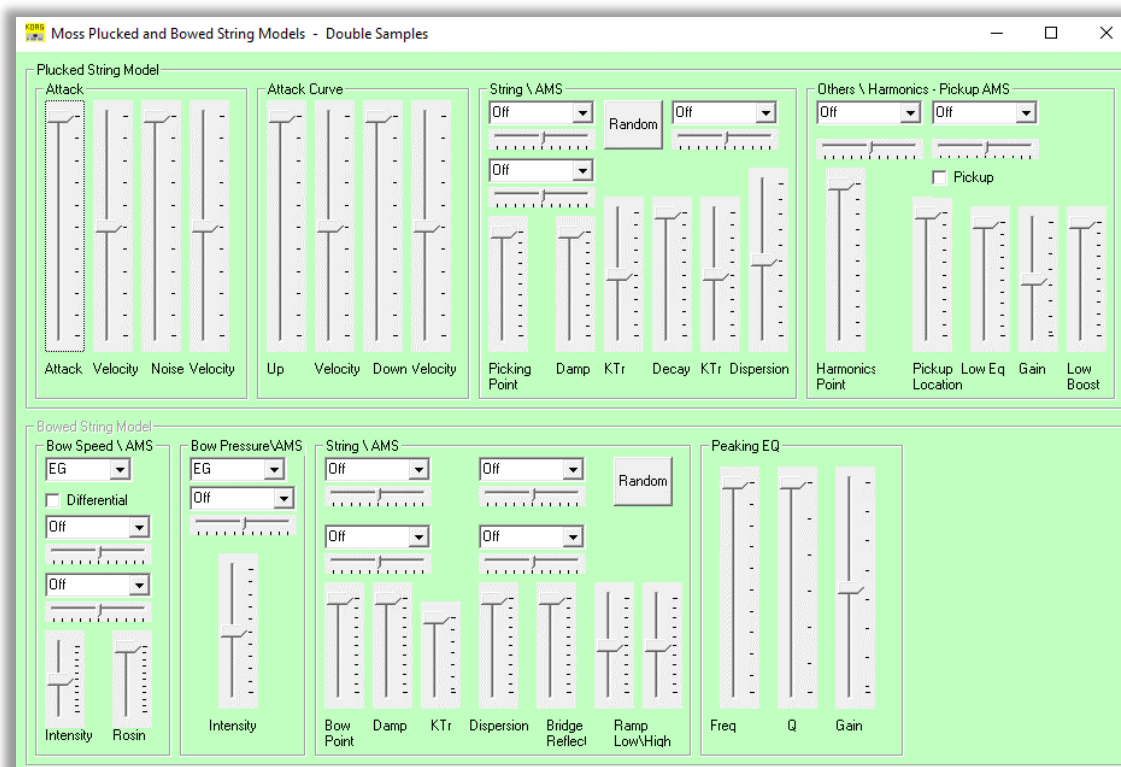 KORG
Moss Plucked and Bowed String Models - Double Samples
Plucked String Model
Attack
Attack Velocity Noise Velocity
Attack Curve
Up Velocity Down Velocity
String \ AMS
Off
Random
Off
Off
Picking Damp KTr Decay KTr Dispersion
Point
Others \ Harmonics - Pickup AMS
Off
Off
Pickup
Harmonics Pickup Low Eq Gain Low
Point Location Boost
Bowed String Model
Bow Speed \ AMS
EG
Differential
Off
Off
Intensity Rosin
Bow Pressure\AMS
EG
Off
Intensity
String \ AMS
Off
Off
Random
Off
Off
Bow Damp KTr Dispersion Bridge Ramp
Point Reflect Low\High
Peaking EQ
Freq Q Gain